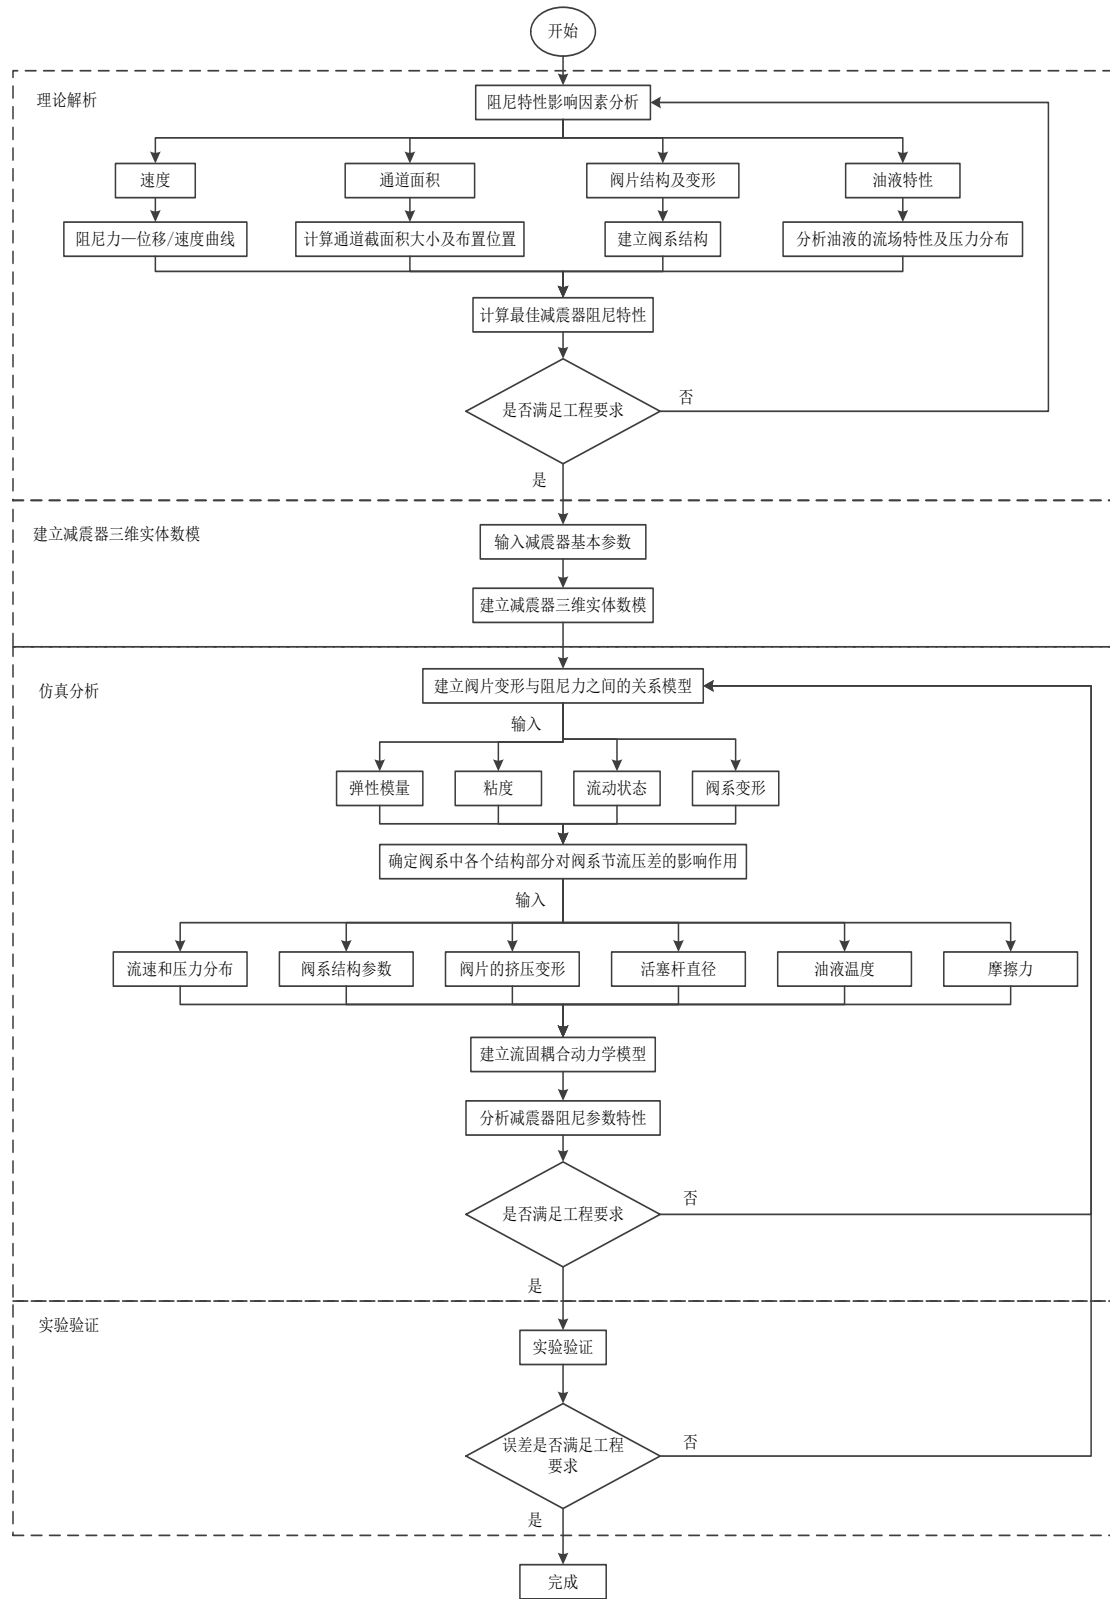 开始
理论解析
阻尼特性影响因素分析
速度
通道面积
阀片结构及变形
油液特性
阻尼力—位移/速度曲线
计算通道截面积大小及布置位置
建立阀系结构
分析油液的流场特性及压力分布
计算最佳减震器阻尼特性
是否满足工程要求
否
是
建立减震器三维实体数模
输入减震器基本参数
建立减震器三维实体数模
仿真分析
建立阀片变形与阻尼力之间的关系模型
输入
弹性模量
粘度
流动状态
阀系变形
确定阀系中各个结构部分对阀系节流压差的影响作用
输入
流速和压力分布
阀系结构参数
阀片的挤压变形
活塞杆直径
油液温度
摩擦力
建立流固耦合动力学模型
分析减震器阻尼参数特性
是否满足工程要求
否
是
实验验证
实验验证
误差是否满足工程
要求
否
是
完成